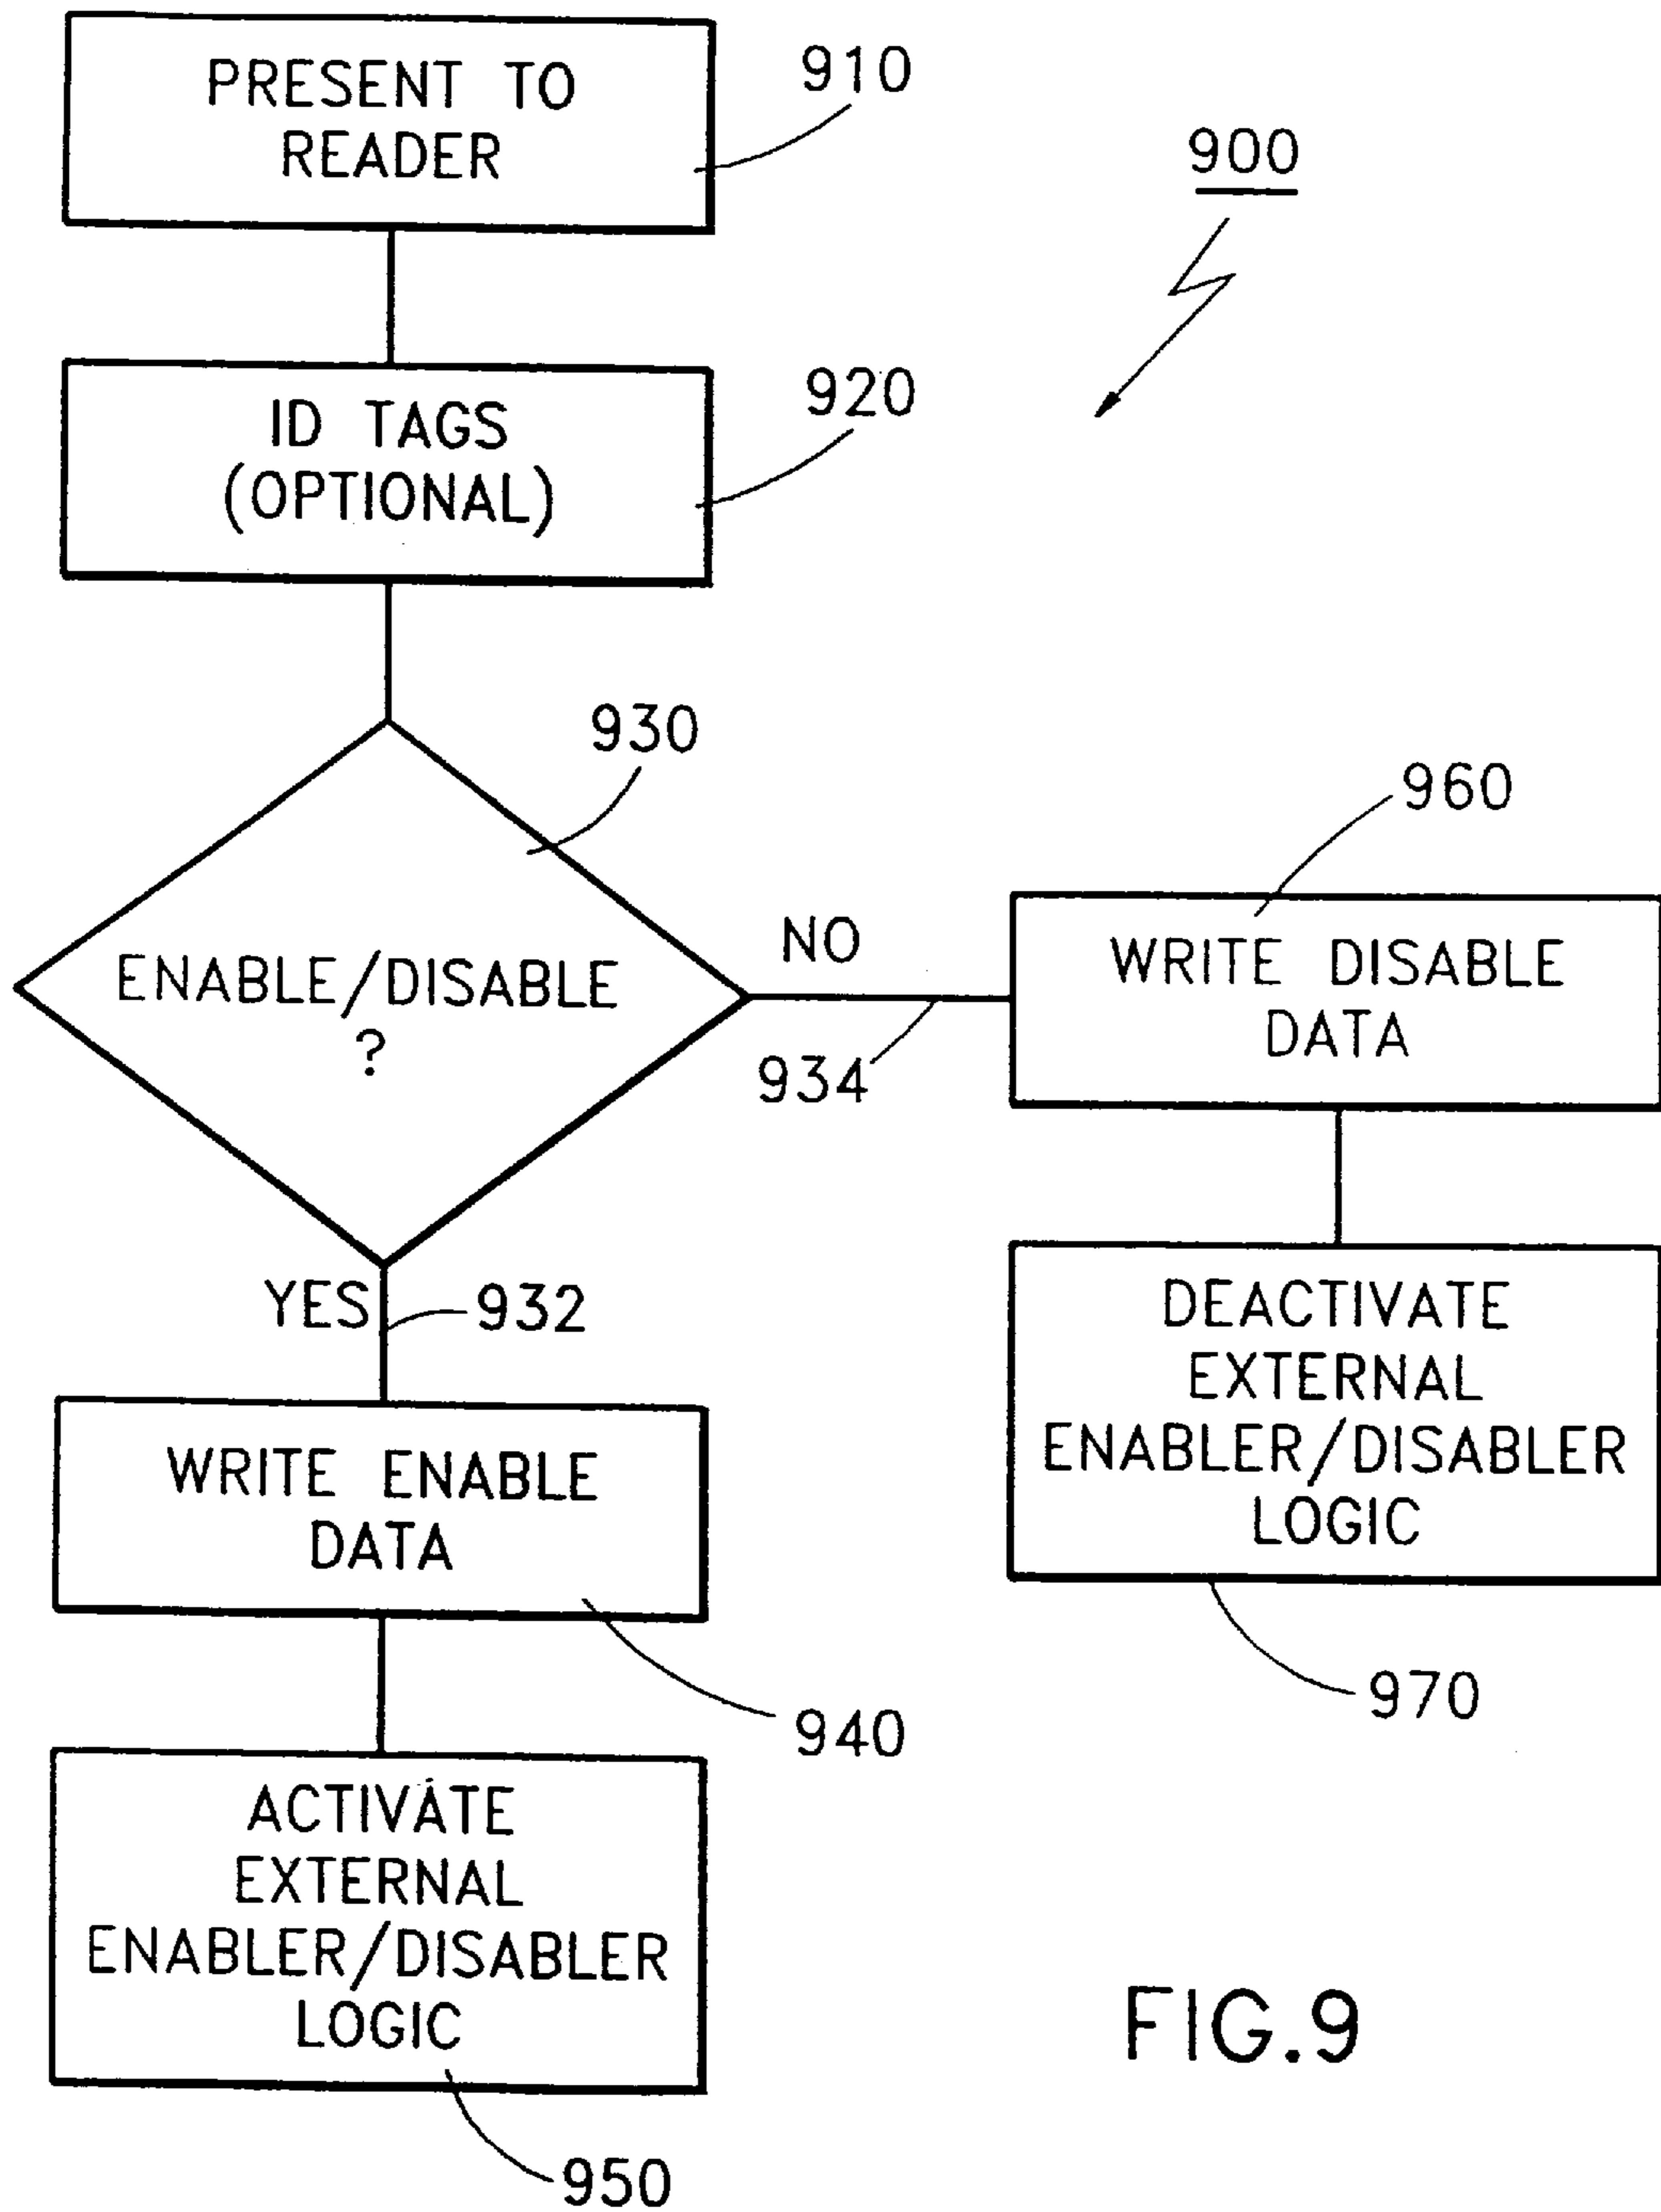 PRESENT TO
READER
910
900
ID TAGS
(OPTIONAL)
920
930
ENABLE/DISABLE
?
NO
934
960
WRITE DISABLE
DATA
YES
932
DEACTIVATE
EXTERNAL
ENABLER/DISABLER
LOGIC
970
WRITE ENABLE
DATA
940
ACTIVATE
EXTERNAL
ENABLER/DISABLER
LOGIC
950
FIG.9